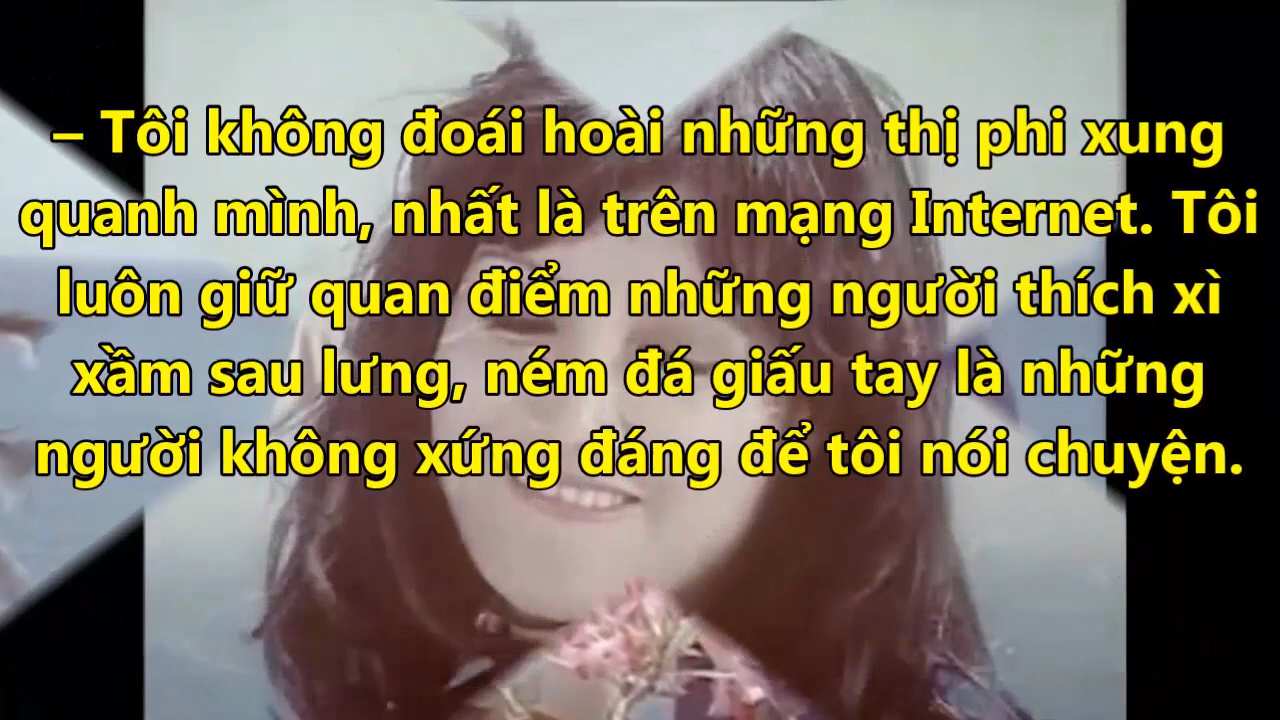 – Tôi không đoái hoài những thị phi xung
quanh mình, nhất là trên mạng Internet. Tôi
luôn giữ quan điểm những người thích xì
xầm sau lưng, ném đá giấu tay là những
người không xứng đáng để tôi nói chuyện.